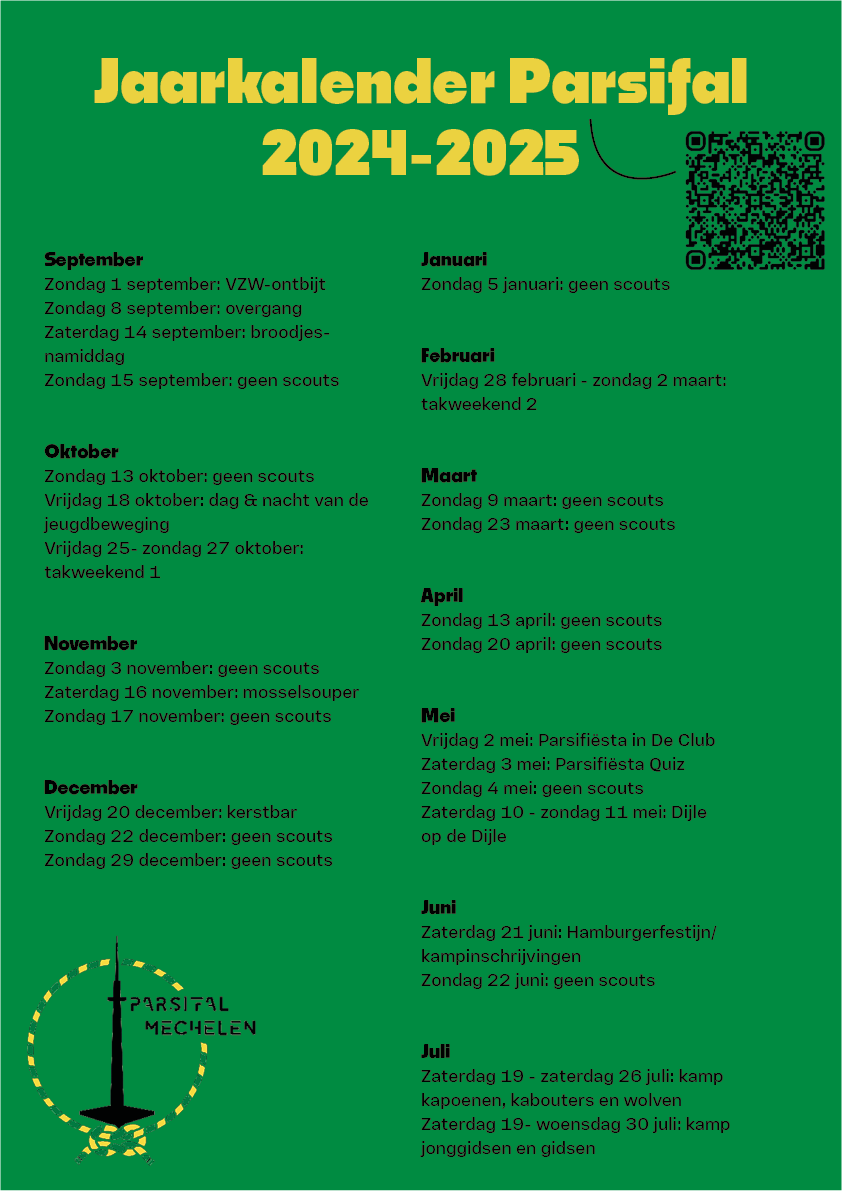 Jaarkalender Parsifal
2024-2025
September
Zondag 1 september: VZW-ontbijt
Zondag 8 september: overgang
Zaterdag 14 september: broodjes-
namiddag
Zondag 15 september: geen scouts
Oktober
Zondag 13 oktober: geen scouts
Vrijdag 18 oktober: dag & nacht van de
jeugdbeweging
Vrijdag 25- zondag 27 oktober:
takweekend 1
November
Zondag 3 november: geen scouts
Zaterdag 16 november: mosselsouper
Zondag 17 november: geen scouts
December
Vrijdag 20 december: kerstbar
Zondag 22 december: geen scouts
Zondag 29 december: geen scouts
PARSIFAL
MECHELEN
Januari
Zondag 5 januari: geen scouts
Februari
Vrijdag 28 februari - zondag 2 maart:
takweekend 2
Maart
Zondag 9 maart: geen scouts
Zondag 23 maart: geen scouts
April
Zondag 13 april: geen scouts
Zondag 20 april: geen scouts
Mei
Vrijdag 2 mei: Parsifiësta in De Club
Zaterdag 3 mei: Parsifiësta Quiz
Zondag 4 mei: geen scouts
Zaterdag 10 - zondag 11 mei: Dijle
op de Dijle
Juni
Zaterdag 21 juni: Hamburgerfestijn/
kampinschrijvingen
Zondag 22 juni: geen scouts
Juli
Zaterdag 19 - zaterdag 26 juli: kamp
kapoenen, kabouters en wolven
Zaterdag 19- woensdag 30 juli: kamp
jonggidsen en gidsen